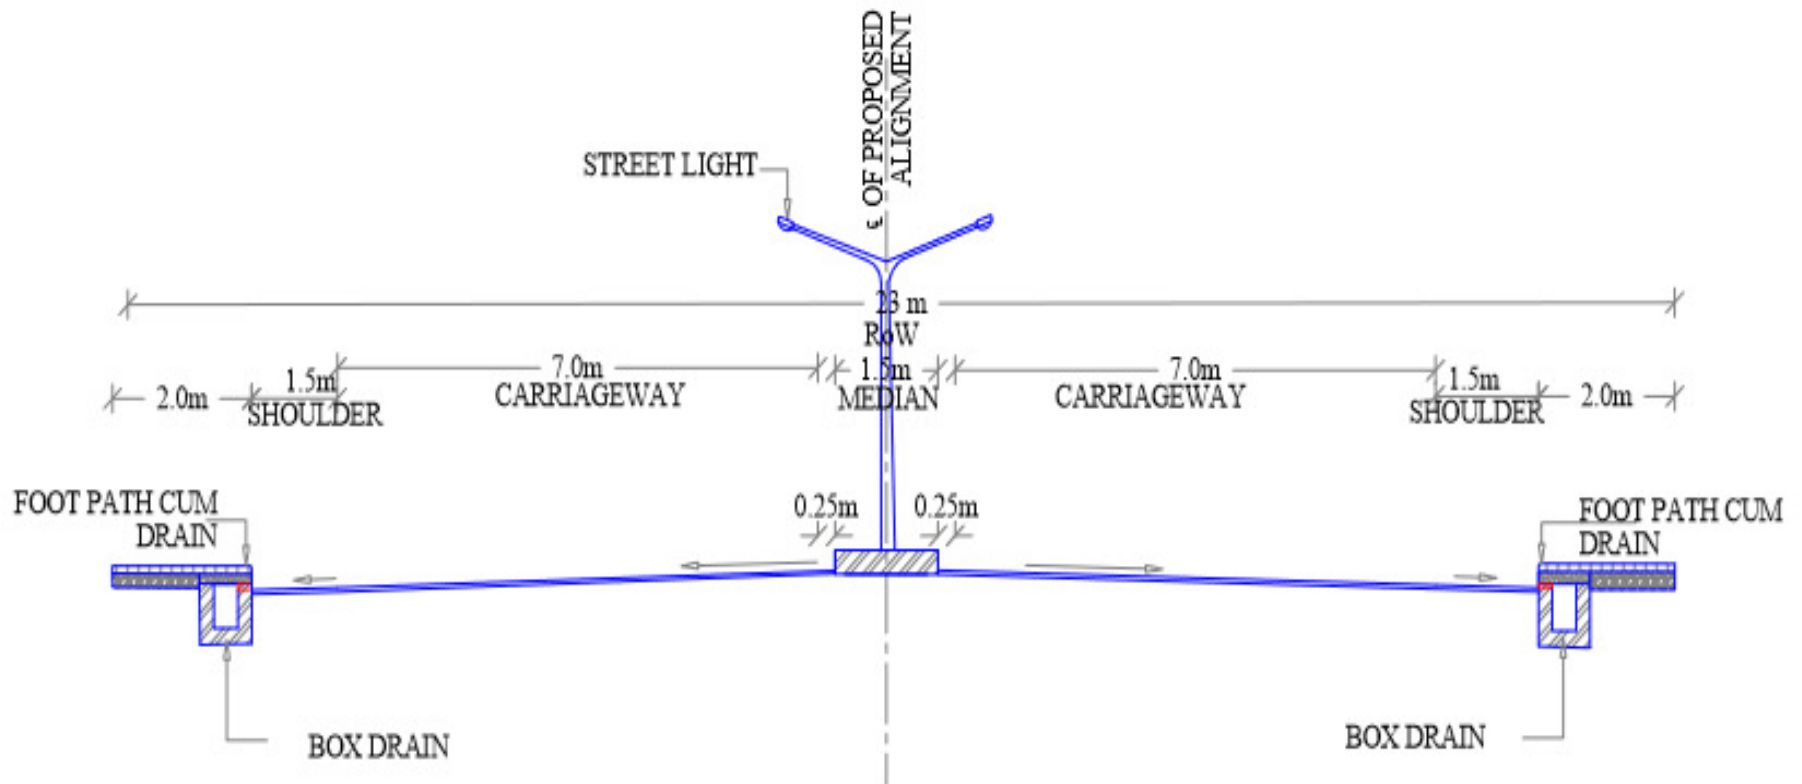 ℄ OF PROPOSED
ALIGNMENT
STREET LIGHT
23 m
RoW
7.0m
CARRIAGEWAY
1.5m
MEDIAN
7.0m
CARRIAGEWAY
2.0m
1.5m
SHOULDER
1.5m
SHOULDER
2.0m
FOOT PATH CUM
DRAIN
0.25m
0.25m
FOOT PATH CUM
DRAIN
BOX DRAIN
BOX DRAIN